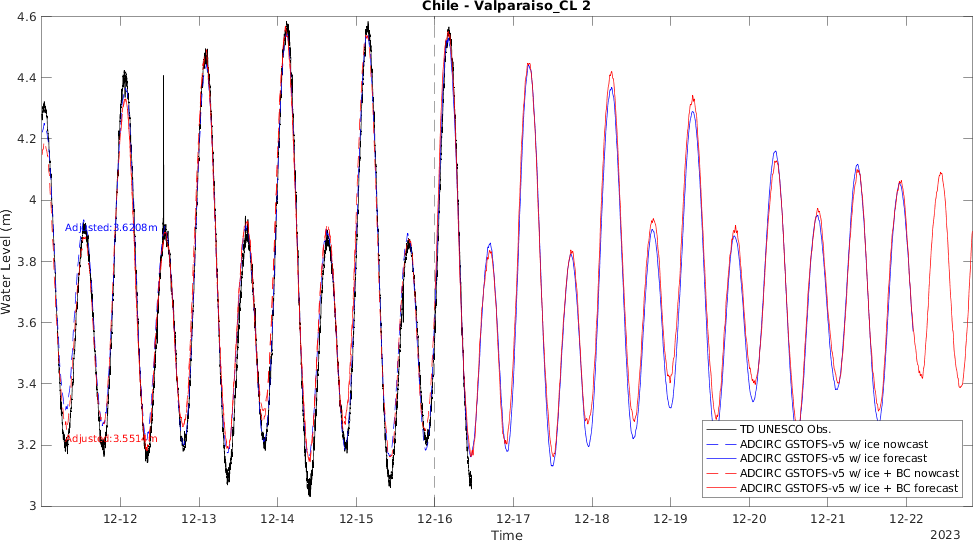 Chile - Valparaiso_CL 2
4.6
4.4
4.2
4
3.8
3.6
3.4
3.2
3
Water Level (m)
Adjusted:3.6208m
Adjusted:3.5514m
TD UNESCO Obs.
ADCIRC GSTOFS-v5 w/ ice nowcast
ADCIRC GSTOFS-v5 w/ ice forecast
ADCIRC GSTOFS-v5 w/ ice + BC nowcast
ADCIRC GSTOFS-v5 w/ ice + BC forecast
12-12 12-13 12-14 12-15 12-16 12-17 12-18 12-19 12-20 12-21 12-22
Time
2023